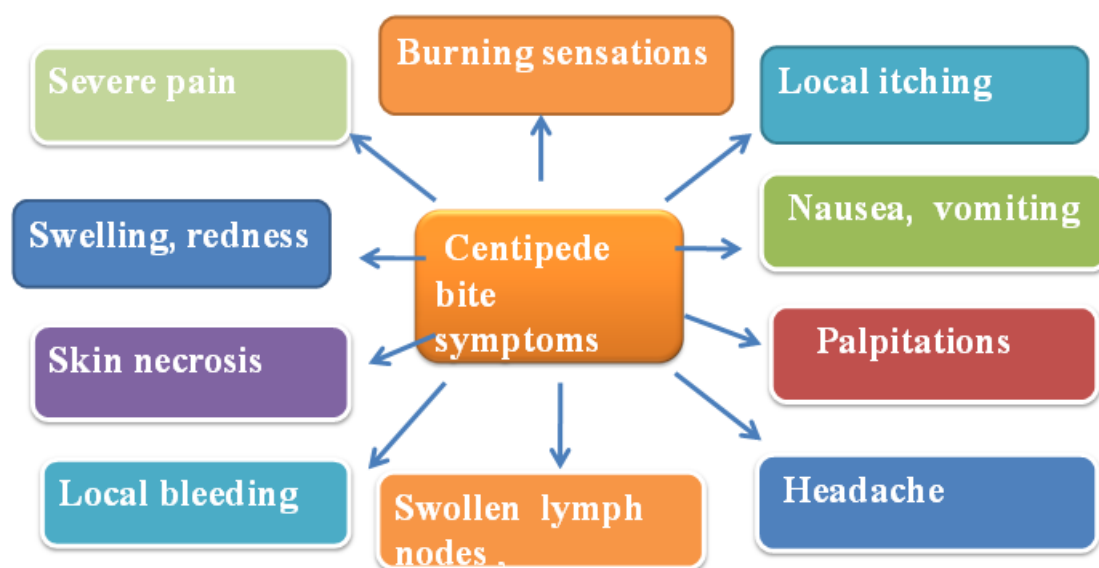 Burning sensations
Severe pain
Local itching
Nausea, vomiting
Swelling, redness
Centipede
bite
symptoms
Palpitations
Skin necrosis
Local bleeding
Headache
Swollen lymph
nodes ,